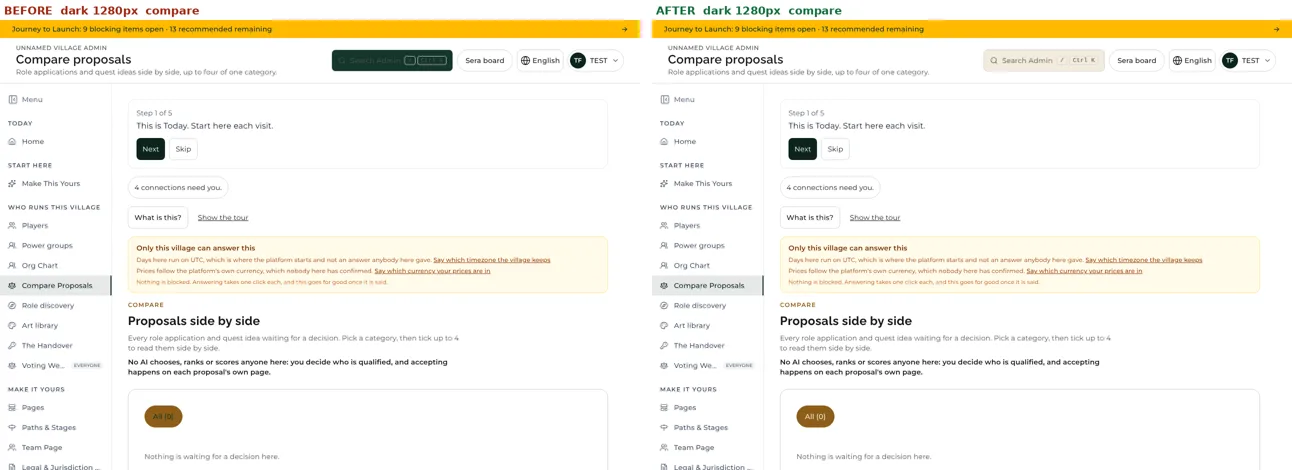 BEFORE dark 1280px compare
Journey to Launch: 9 blocking items open · 13 recommended remaining →
UNNAMED VILLAGE ADMIN
Compare proposals
Role applications and quest ideas side by side, up to four of one category.
Search Admin
Sera board
English
TF TEST
Menu
TODAY
Home
START HERE
Make This Yours
WHO RUNS THIS VILLAGE
Players
Power groups
Org Chart
Compare Proposals
Role discovery
Art library
The Handover
Voting We... EVERYONE
MAKE IT YOURS
Pages
Paths & Stages
Team Page
Legal & Jurisdiction ...
Step 1 of 5
This is Today. Start here each visit.
Next Skip
4 connections need you.
What is this? Show the tour
Only this village can answer this
Days here run on UTC, which is where the platform starts and not an answer anybody here gave. Say which timezone the village keeps
Prices follow the platform's own currency, which nobody here has confirmed. Say which currency your prices are in
Nothing is blocked. Answering takes one click each, and this goes for good once it is said.
COMPARE
Proposals side by side
Every role application and quest idea waiting for a decision. Pick a category, then tick up to 4
to read them side by side.
No AI chooses, ranks or scores anyone here: you decide who is qualified, and accepting
happens on each proposal's own page.
All (0)
Nothing is waiting for a decision here.
AFTER dark 1280px compare
Journey to Launch: 9 blocking items open · 13 recommended remaining →
UNNAMED VILLAGE ADMIN
Compare proposals
Role applications and quest ideas side by side, up to four of one category.
Search Admin / Ctrl K
Sera board
English
TF TEST
Menu
TODAY
Home
START HERE
Make This Yours
WHO RUNS THIS VILLAGE
Players
Power groups
Org Chart
Compare Proposals
Role discovery
Art library
The Handover
Voting We... EVERYONE
MAKE IT YOURS
Pages
Paths & Stages
Team Page
Legal & Jurisdiction ...
Step 1 of 5
This is Today. Start here each visit.
Next Skip
4 connections need you.
What is this? Show the tour
Only this village can answer this
Days here run on UTC, which is where the platform starts and not an answer anybody here gave. Say which timezone the village keeps
Prices follow the platform's own currency, which nobody here has confirmed. Say which currency your prices are in
Nothing is blocked. Answering takes one click each, and this goes for good once it is said.
COMPARE
Proposals side by side
Every role application and quest idea waiting for a decision. Pick a category, then tick up to 4
to read them side by side.
No AI chooses, ranks or scores anyone here: you decide who is qualified, and accepting
happens on each proposal's own page.
All (0)
Nothing is waiting for a decision here.